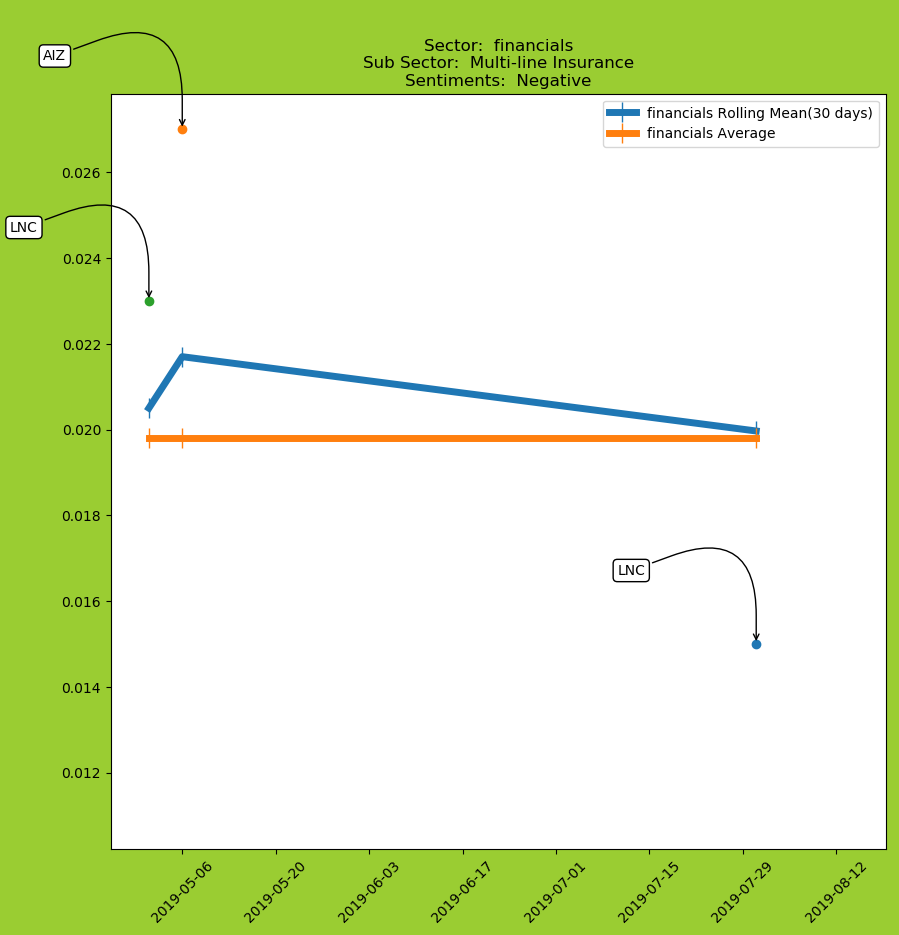 Sector:  financials
Sub Sector:  Multi-line Insurance
Sentiments:  Negative
AIZ
LNC
LNC
financials Rolling Mean(30 days)
financials Average
0.026
0.024
0.022
0.020
0.018
0.016
0.014
0.012
2019-05-06
2019-05-20
2019-06-03
2019-06-17
2019-07-01
2019-07-15
2019-07-29
2019-08-12